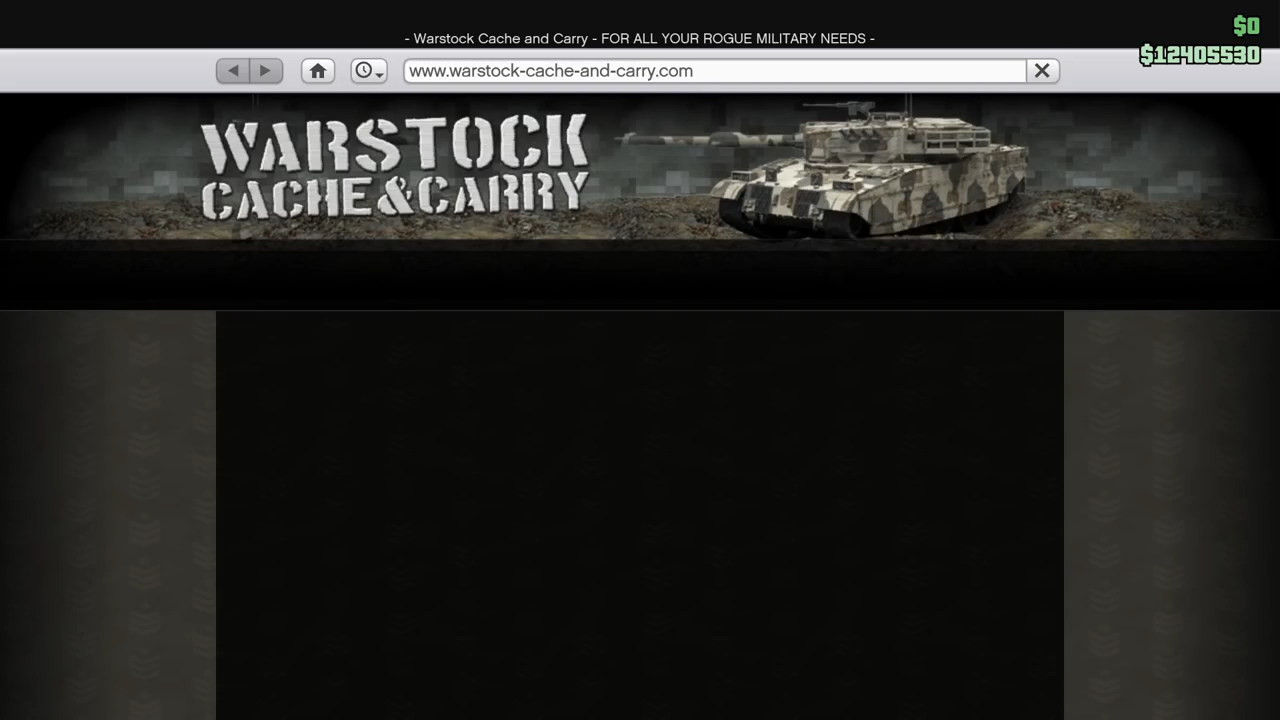 $0
- Warstock Cache and Carry - FOR ALL YOUR ROGUE MILITARY NEEDS -
$12405530
www.warstock-cache-and-carry.com
WARSTOCK
CACHE&CARRY